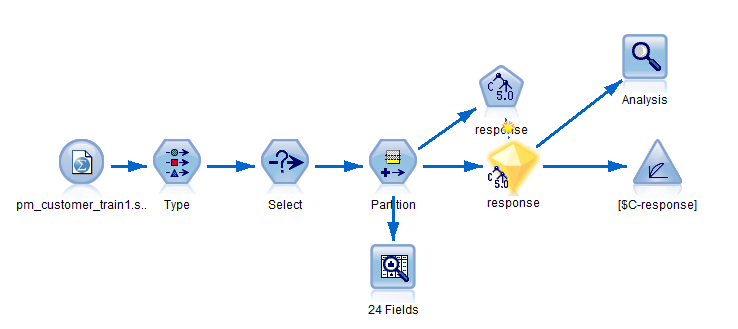 C 5.0
response
Analysis
pm_customer_train1.s..
Type
-?->
Select
Partition
C 5.0
response
[$C-response]
24 Fields